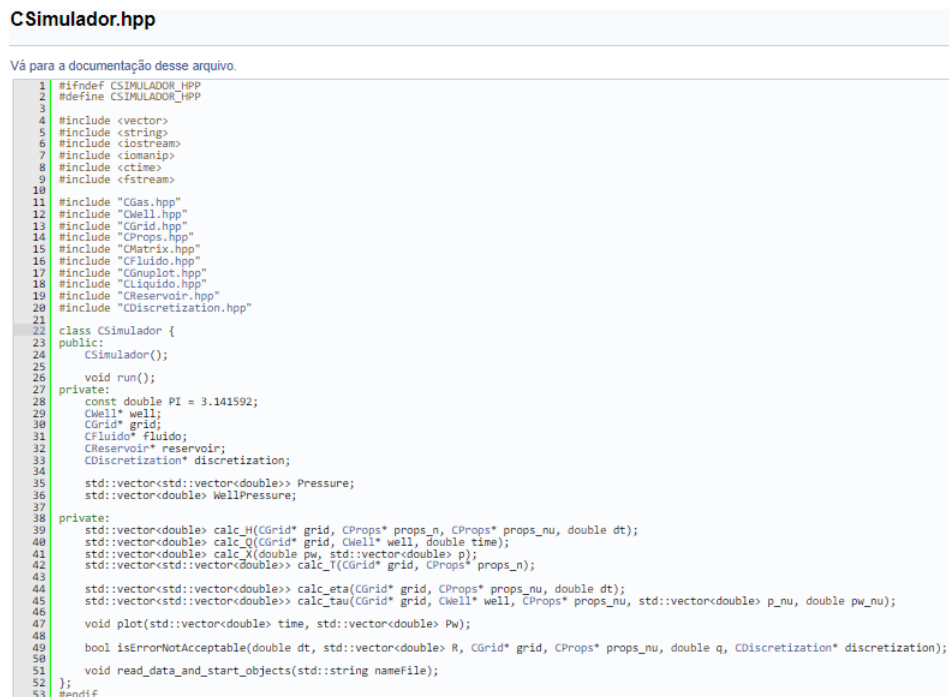 CSimulador.hpp
Vá para a documentação desse arquivo.
1 #ifndef CSIMULADOR_HPP
2 #define CSIMULADOR_HPP
3
4 #include <vector>
5 #include <string>
6 #include <iostream>
7 #include <iomanip>
8 #include <ctime>
9 #include <fstream>
10
11 #include "CGas.hpp"
12 #include "CWell.hpp"
13 #include "CGrid.hpp"
14 #include "CProps.hpp"
15 #include "CMatrix.hpp"
16 #include "CFluido.hpp"
17 #include "CGnuplot.hpp"
18 #include "CLiquido.hpp"
19 #include "CReservoir.hpp"
20 #include "CDiscretization.hpp"
21
22 class CSimulador {
23 public:
24     CSimulador();
25
26     void run();
27 private:
28     const double PI = 3.141592;
29     CWell* well;
30     CGrid* grid;
31     CFluido* fluido;
32     CReservoir* reservoir;
33     CDiscretization* discretization;
34
35     std::vector<std::vector<double>> Pressure;
36     std::vector<double> WellPressure;
37
38 private:
39     std::vector<double> calc_H(CGrid* grid, CProps* props_n, CProps* props_nu, double dt);
40     std::vector<double> calc_Q(CGrid* grid, CWell* well, double time);
41     std::vector<double> calc_X(double pw, std::vector<double> p);
42     std::vector<std::vector<double>> calc_T(CGrid* grid, CProps* props_n);
43
44     std::vector<std::vector<double>> calc_eta(CGrid* grid, CProps* props_nu, double dt);
45     std::vector<std::vector<double>> calc_tau(CGrid* grid, CWell* well, CProps* props_nu, std::vector<double> p_nu, double pw_nu);
46
47     void plot(std::vector<double> time, std::vector<double> Pw);
48
49     bool isErrorNotAcceptable(double dt, std::vector<double> R, CGrid* grid, CProps* props_nu, double q, CDiscretization* discretization);
50
51     void read_data_and_start_objects(std::string nameFile);
52 };
53 #endif